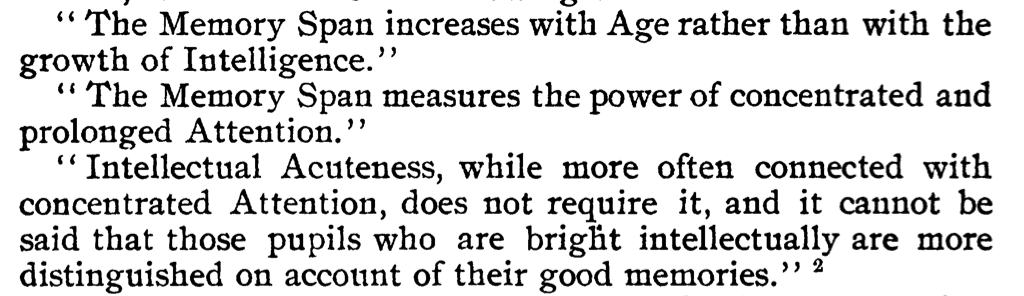 “ The Memory Span increases with Age rather than with the
growth of Intelligence.”
“ The Memory Span measures the power of concentrated and
prolonged Attention.”
“ Intellectual Acuteness, while more often connected with
concentrated Attention, does not require it, and it cannot be
said that those pupils who are bright intellectually are more
distinguished on account of their good memories.” ²